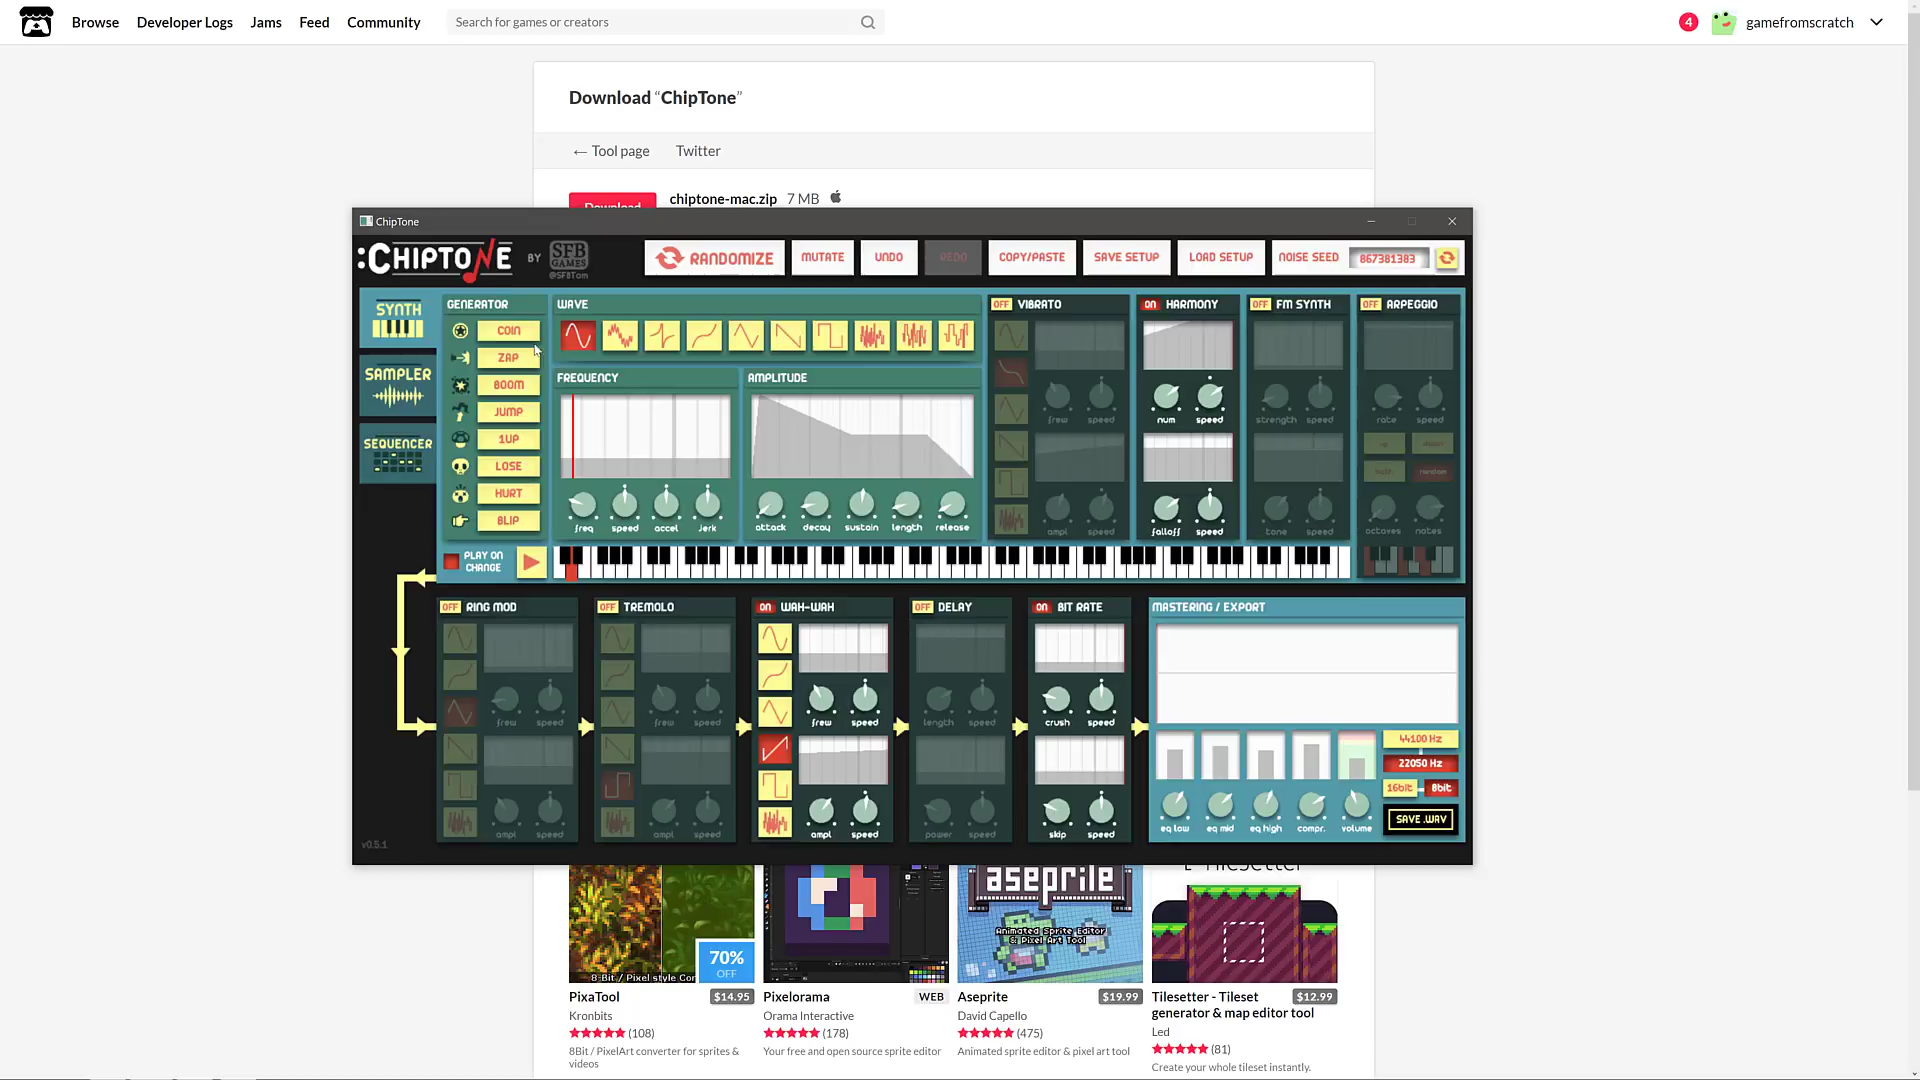 Browse Developer Logs Jams Feed Community Search for games or creators 4 gamefromscratch
Download “ChipTone”
← Tool page Twitter
Download chiptone-mac.zip 7 MB
ChipTone
:CHIPTONE BY SFB GAMES @SFBTom RANDOMIZE MUTATE UNDO REDO COPY/PASTE SAVE SETUP LOAD SETUP NOISE SEED 867381383
SYNTH
SAMPLER
SEQUENCER
GENERATOR
COIN
ZAP
BOOM
JUMP
1UP
LOSE
HURT
BLIP
PLAY ON
CHANGE
WAVE
FREQUENCY
freq speed accel jerk
AMPLITUDE
attack decay sustain length release
OFF VIBRATO
frew speed
ampl speed
ON HARMONY
num speed
falloff speed
OFF FM SYNTH
strength speed
tone speed
OFF ARPEGGIO
rate speed
up down
random
octaves notes
OFF RING MOD
frew speed
ampl speed
OFF TREMOLO
frew speed
ampl speed
ON WAH-WAH
frew speed
ampl speed
OFF DELAY
length speed
power speed
ON BIT RATE
crush speed
skip speed
MASTERING / EXPORT
44100 Hz
22050 Hz
16bit 8bit
SAVE .WAV
eq low eq mid eq high compr. volume
v0.5.1
70%
OFF
8-Bit / Pixel style Con
PixaTool $14.95
Kronbits
(108)
8Bit / PixelArt converter for sprites &
videos
Pixelorama WEB
Orama Interactive
(178)
Your free and open source sprite editor
aseprite
Animated Sprite Editor
& Pixel Art Tool
Aseprite $19.99
David Capello
(475)
Animated sprite editor & pixel art tool
Tilesetter - Tileset $12.99
generator & map editor tool
Led
(81)
Create your whole tileset instantly.